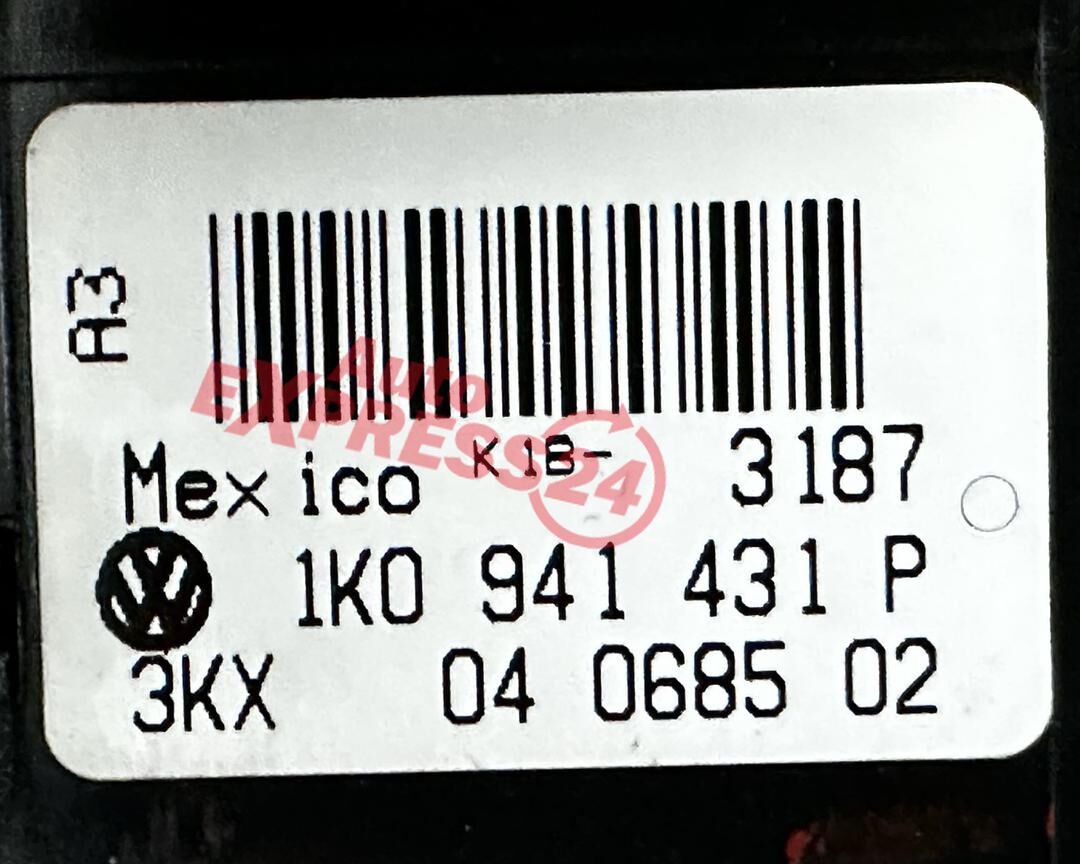 A3
Auto
EXPRESS24
Mexico K1B- 3187
1K0 941 431 P
3KX 04 0685 02